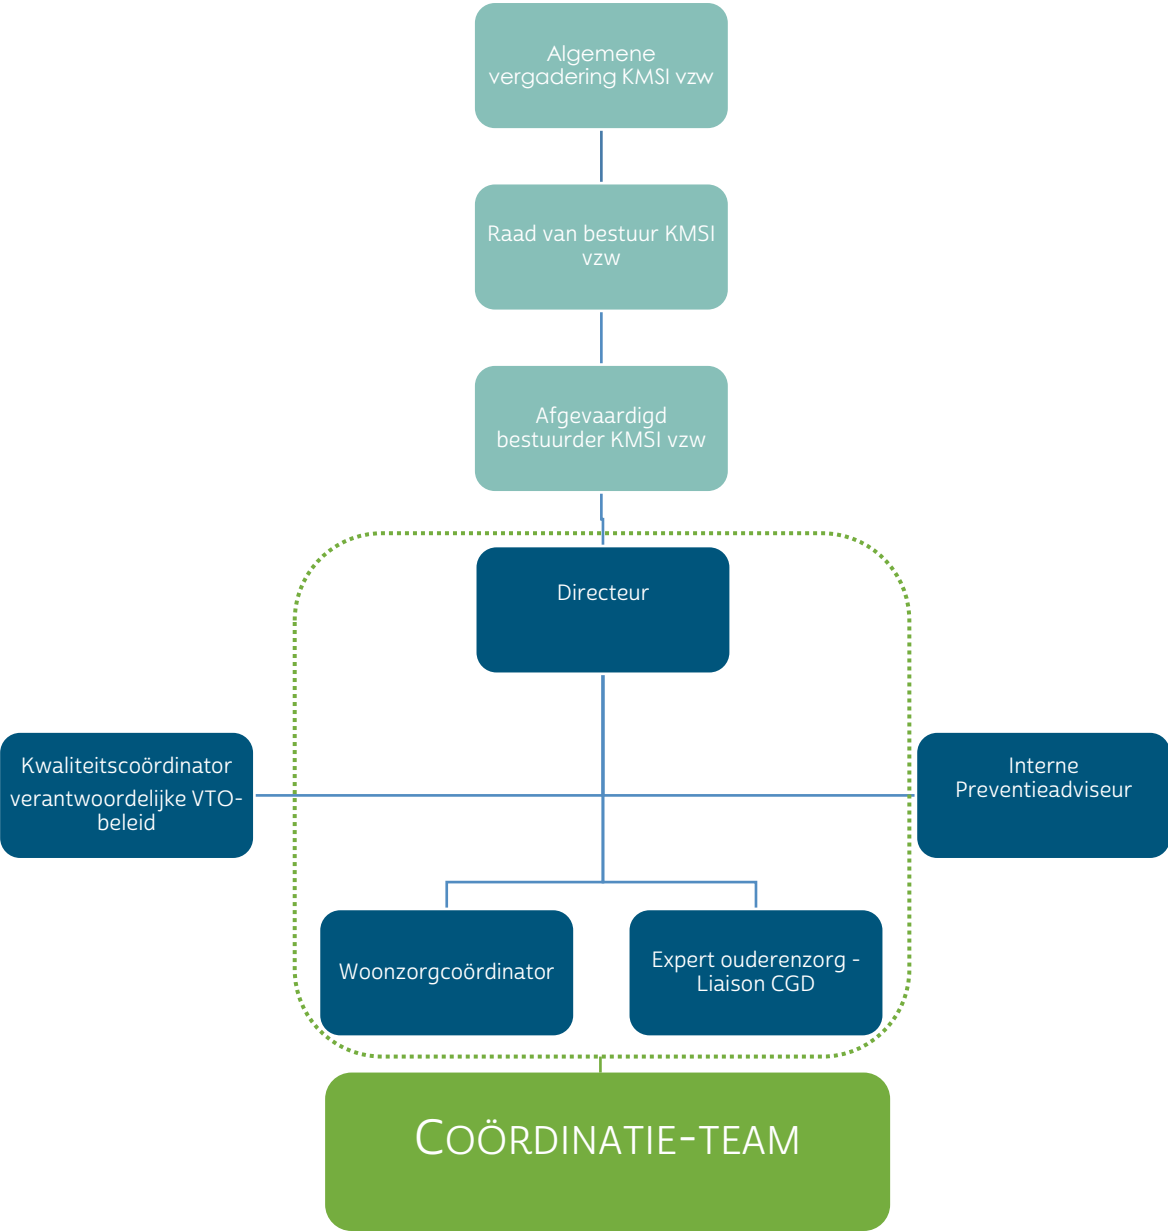 Algemene
vergadering KMSI vzw
Raad van bestuur KMSI
vzw
Afgevaardigd
bestuurder KMSI vzw
Directeur
Kwaliteitscoördinator
verantwoordelijke VTO-
beleid
Interne
Preventieadviseur
Woonzorgcoördinator
Expert ouderenzorg -
Liaison CGD
COÖRDINATIE-TEAM